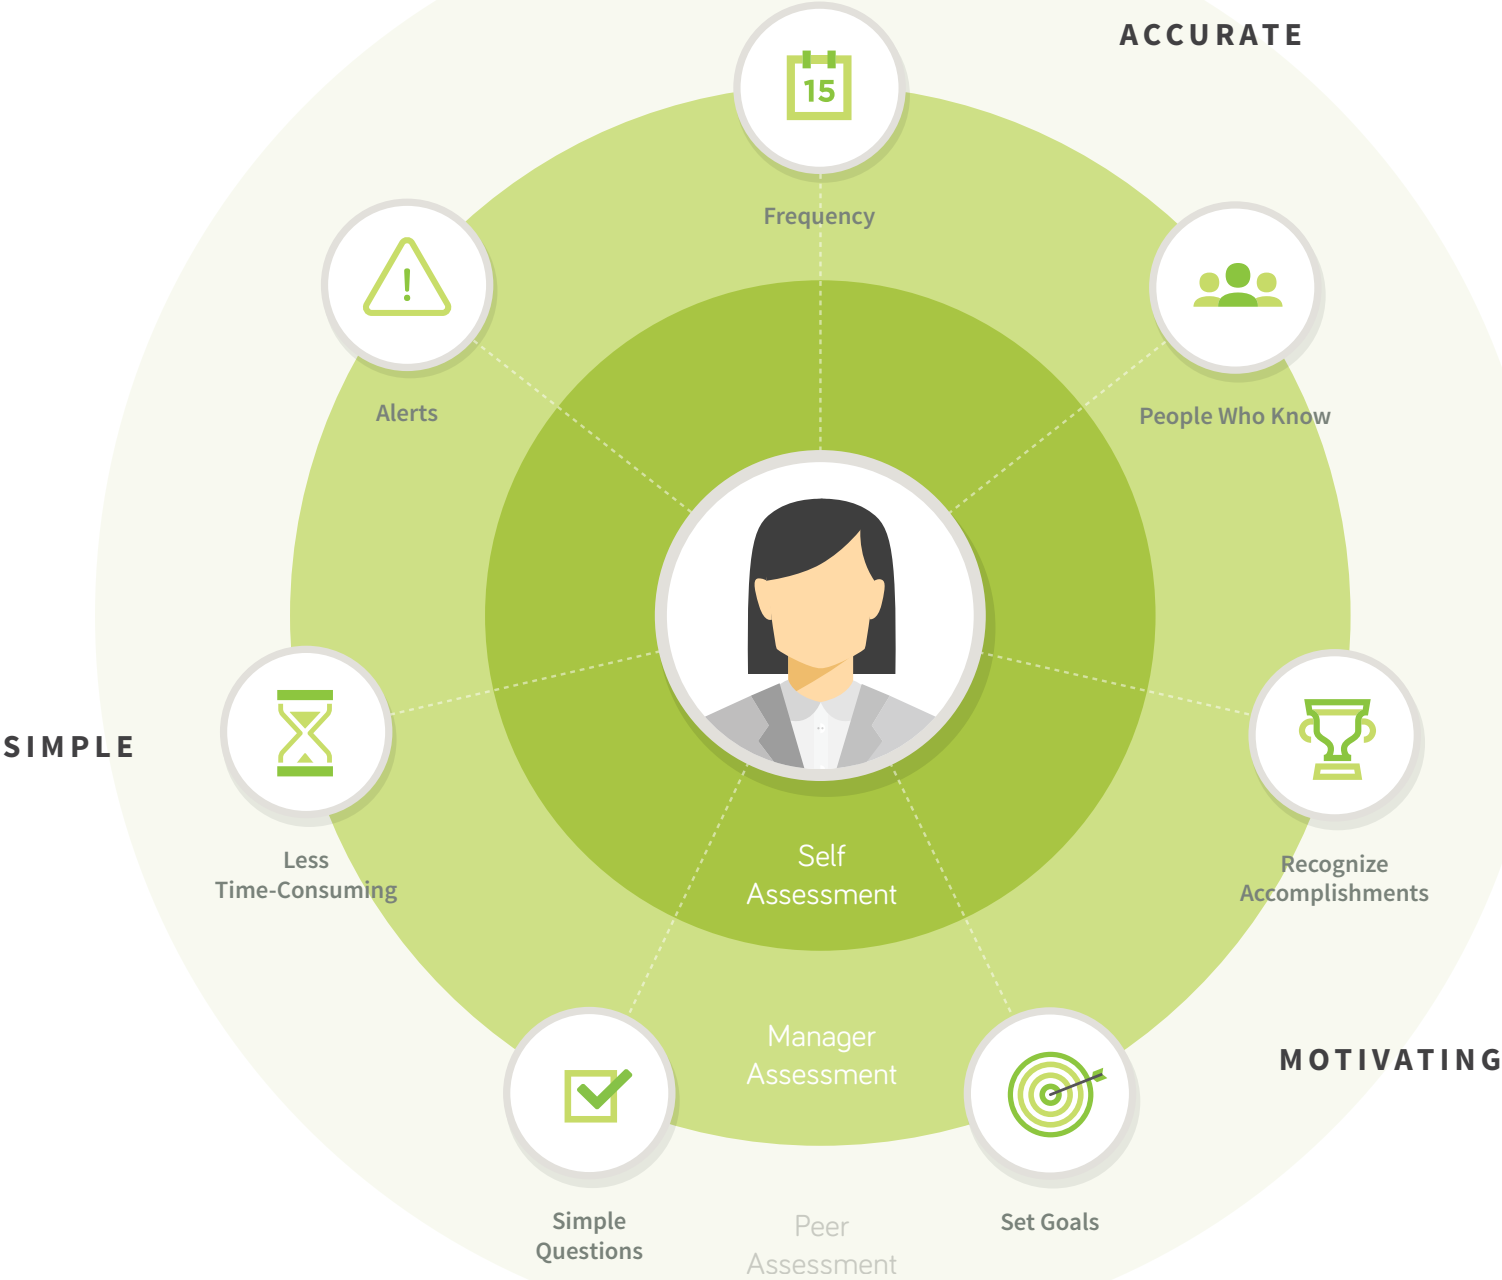 ACCURATE
15
Frequency
Alerts
People Who Know
SIMPLE
Less
Time-Consuming
Self
Assessment
Recognize
Accomplishments
Manager
Assessment
MOTIVATING
Simple
Questions
Peer
Assessment
Set Goals